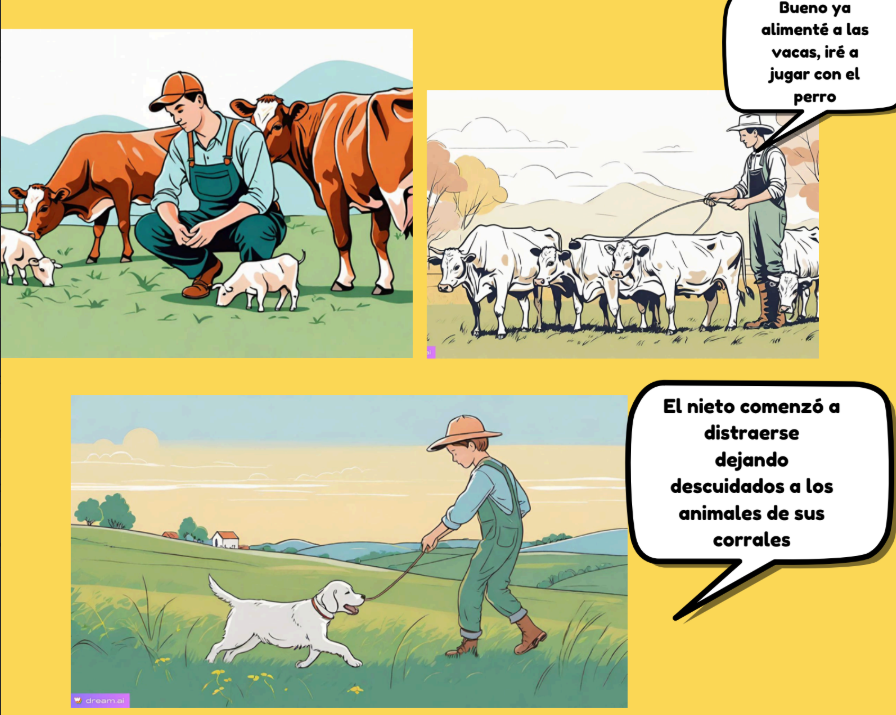 Bueno ya
alimenté a las
vacas, iré a
jugar con el
perro
El nieto comenzó a
distraerse
dejando
descuidados a los
animales de sus
corrales
dream.ai